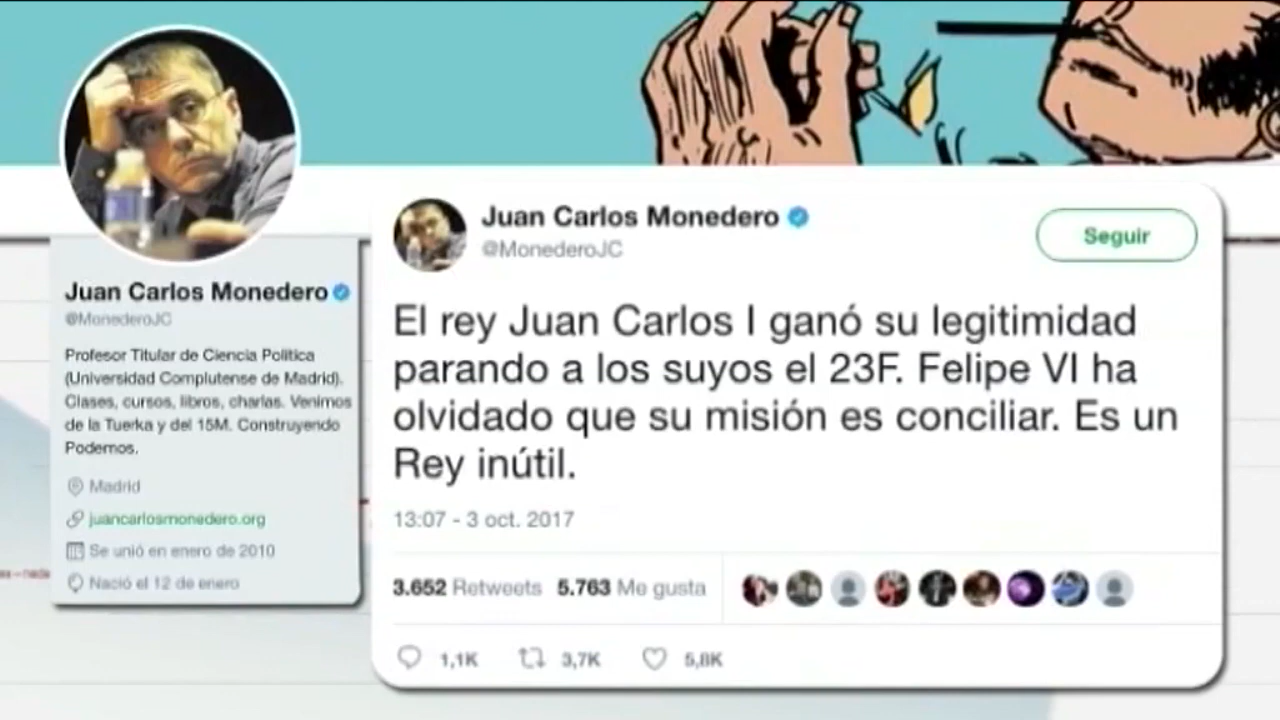 Juan Carlos Monedero
@MonederoJC
Profesor Titular de Ciencia Política
(Universidad Complutense de Madrid).
Clases, cursos, libros, charlas. Venimos
de la Tuerka y del 15M. Construyendo
Podemos.
Madrid
juancarlosmonedero.org
Se unió en enero de 2010
Nació el 12 de enero
Juan Carlos Monedero
@MonederoJC
Seguir
El rey Juan Carlos I ganó su legitimidad
parando a los suyos el 23F. Felipe VI ha
olvidado que su misión es conciliar. Es un
Rey inútil.
13:07 - 3 oct. 2017
3.652 Retweets 5.763 Me gusta
1,1K 3,7K 5,8K